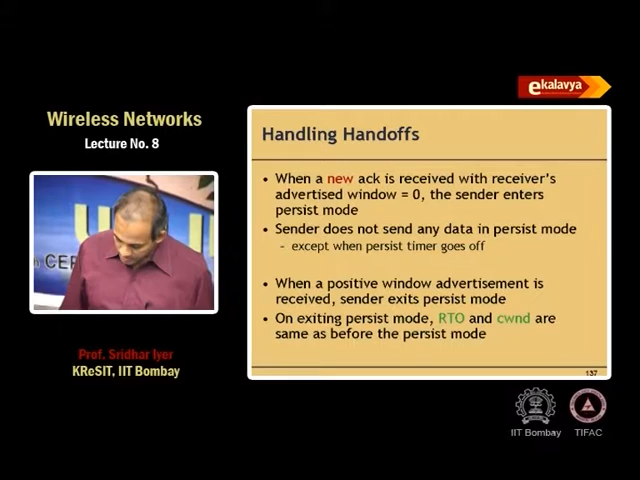 ekalavya
Wireless Networks
Lecture No. 8
Handling Handoffs
• When a new ack is received with receiver's
advertised window = 0, the sender enters
persist mode
• Sender does not send any data in persist mode
– except when persist timer goes off
• When a positive window advertisement is
received, sender exits persist mode
• On exiting persist mode, RTO and cwnd are
same as before the persist mode
137
CE
Prof. Sridhar Iyer
KReSIT, IIT Bombay
IIT Bombay
TIFAC